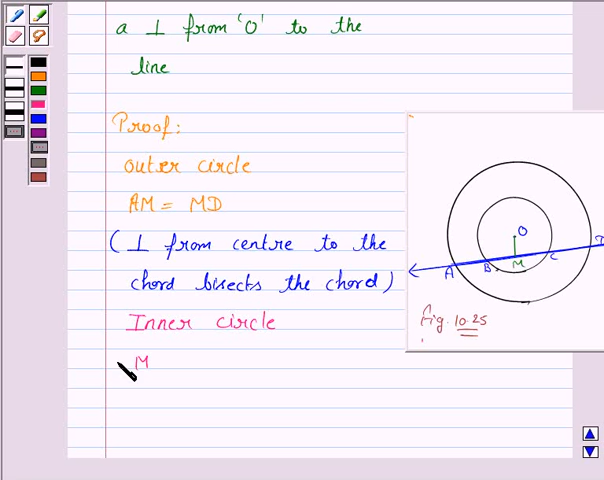 a ⊥ from 'O' to the
line
Proof:
outer circle
AM = MD
(⊥ from centre to the
chord bisects the chord)
Inner circle
M
O
A
B
M
C
D
Fig. 10.25